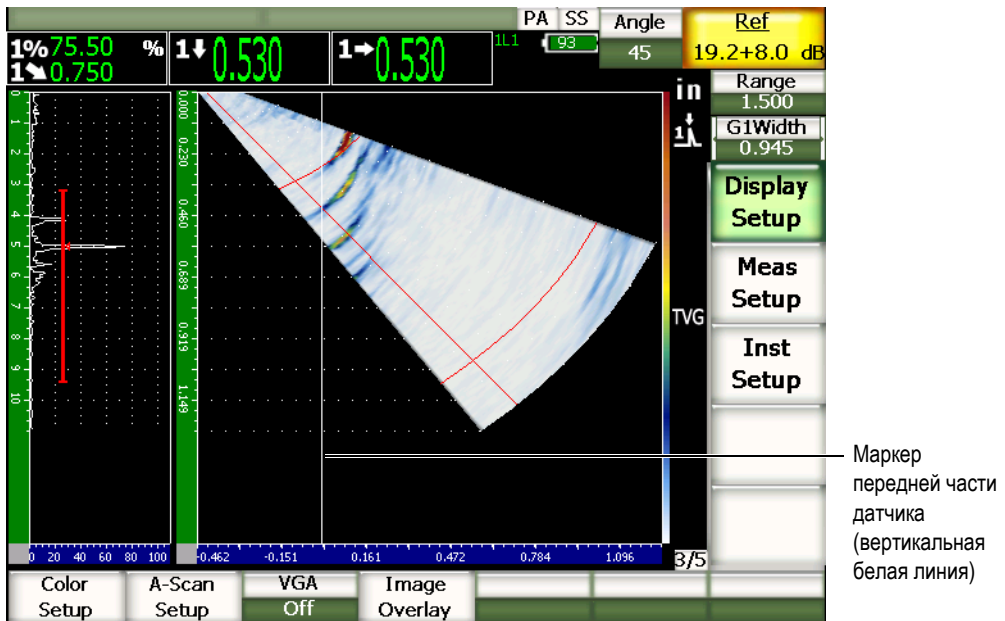 PA SS
Angle
45
Ref
19.2+8.0 dB
1% 75.50 %
1 0.750
1 0.530
1 0.530
1L1
93
in
1
Range
1.500
G1Width
0.945
Display
Setup
Meas
Setup
Inst
Setup
TVG
0
1
2
3
4
5
6
7
8
9
10
0.000
0.230
0.460
0.689
0.919
1.149
0 20 40 60 80 100
-0.462 -0.151 0.161 0.472 0.784 1.096
3/5
Color
Setup
A-Scan
Setup
VGA
Off
Image
Overlay
Маркер
передней части
датчика
(вертикальная
белая линия)